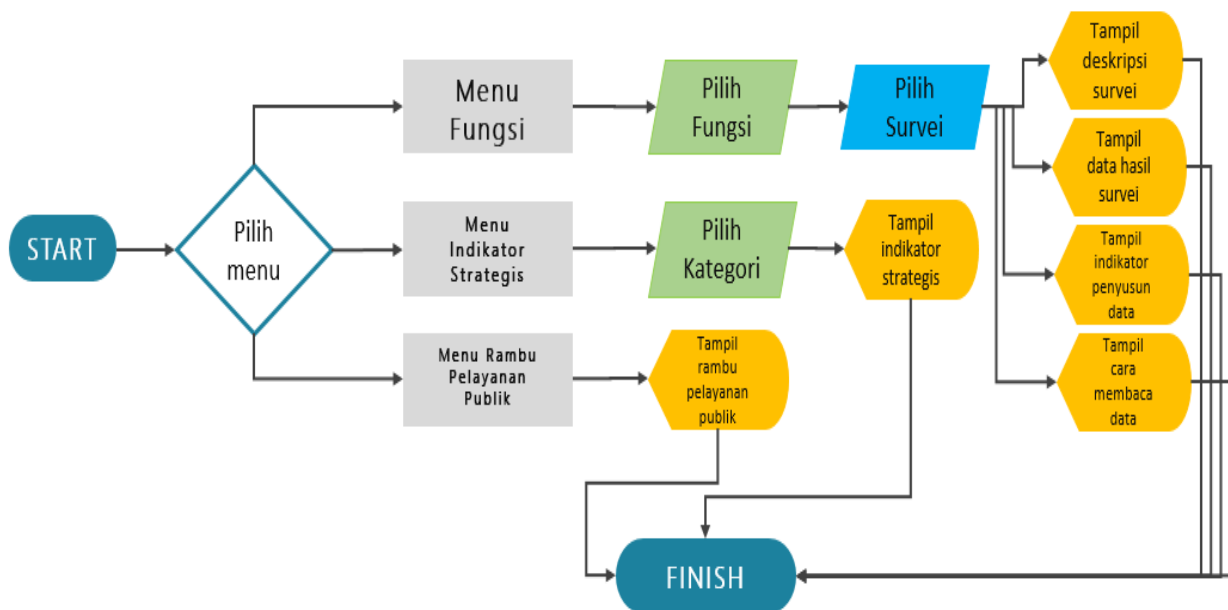 START
Pilih
menu
Menu
Fungsi
Pilih
Fungsi
Pilih
Survei
Tampil
deskripsi
survei
Tampil
data hasil
survei
Tampil
indikator
penyusun
data
Tampil
cara
membaca
data
Menu
Indikator
Strategis
Pilih
Kategori
Tampil
indikator
strategis
Menu Rambu
Pelayanan
Publik
Tampil
rambu
pelayanan
publik
FINISH